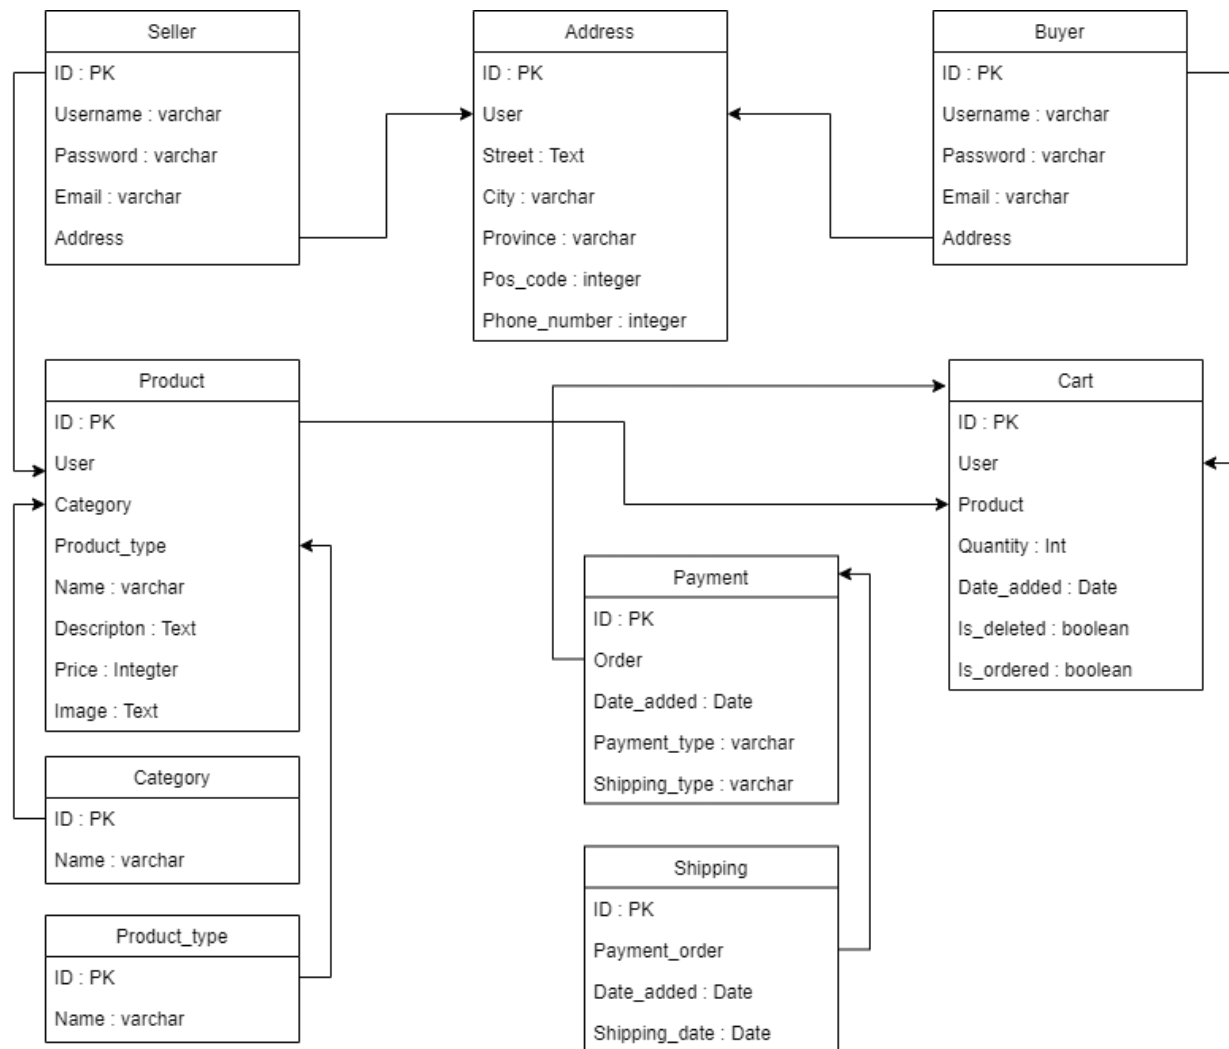 Seller
ID : PK
Username : varchar
Password : varchar
Email : varchar
Address
Address
ID : PK
User
Street : Text
City : varchar
Province : varchar
Pos_code : integer
Phone_number : integer
Buyer
ID : PK
Username : varchar
Password : varchar
Email : varchar
Address
Product
ID : PK
User
Category
Product_type
Name : varchar
Descripton : Text
Price : Integter
Image : Text
Cart
ID : PK
User
Product
Quantity : Int
Date_added : Date
Is_deleted : boolean
Is_ordered : boolean
Payment
ID : PK
Order
Date_added : Date
Payment_type : varchar
Shipping_type : varchar
Category
ID : PK
Name : varchar
Product_type
ID : PK
Name : varchar
Shipping
ID : PK
Payment_order
Date_added : Date
Shipping_date : Date